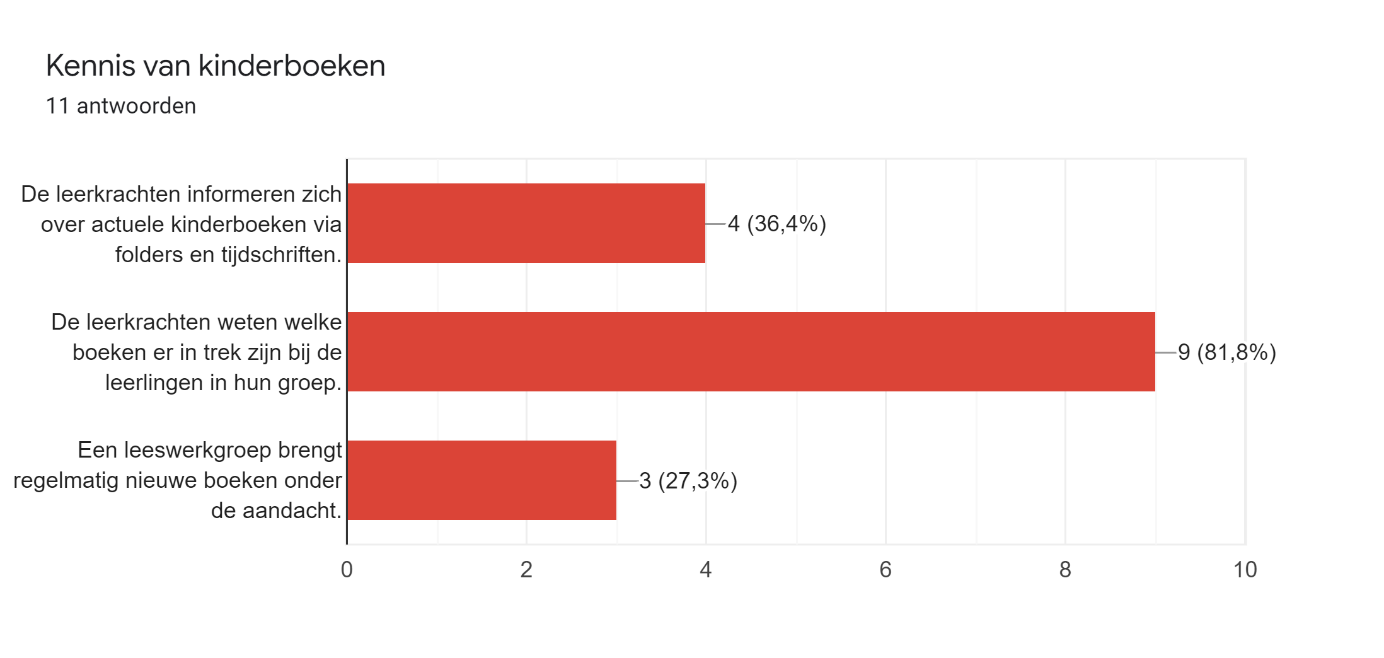 Kennis van kinderboeken
11 antwoorden
De leerkrachten informeren zich
over actuele kinderboeken via
folders en tijdschriften.
4 (36,4%)
De leerkrachten weten welke
boeken er in trek zijn bij de
leerlingen in hun groep.
9 (81,8%)
Een leeswerkgroep brengt
regelmatig nieuwe boeken onder
de aandacht.
3 (27,3%)
0 2 4 6 8 10